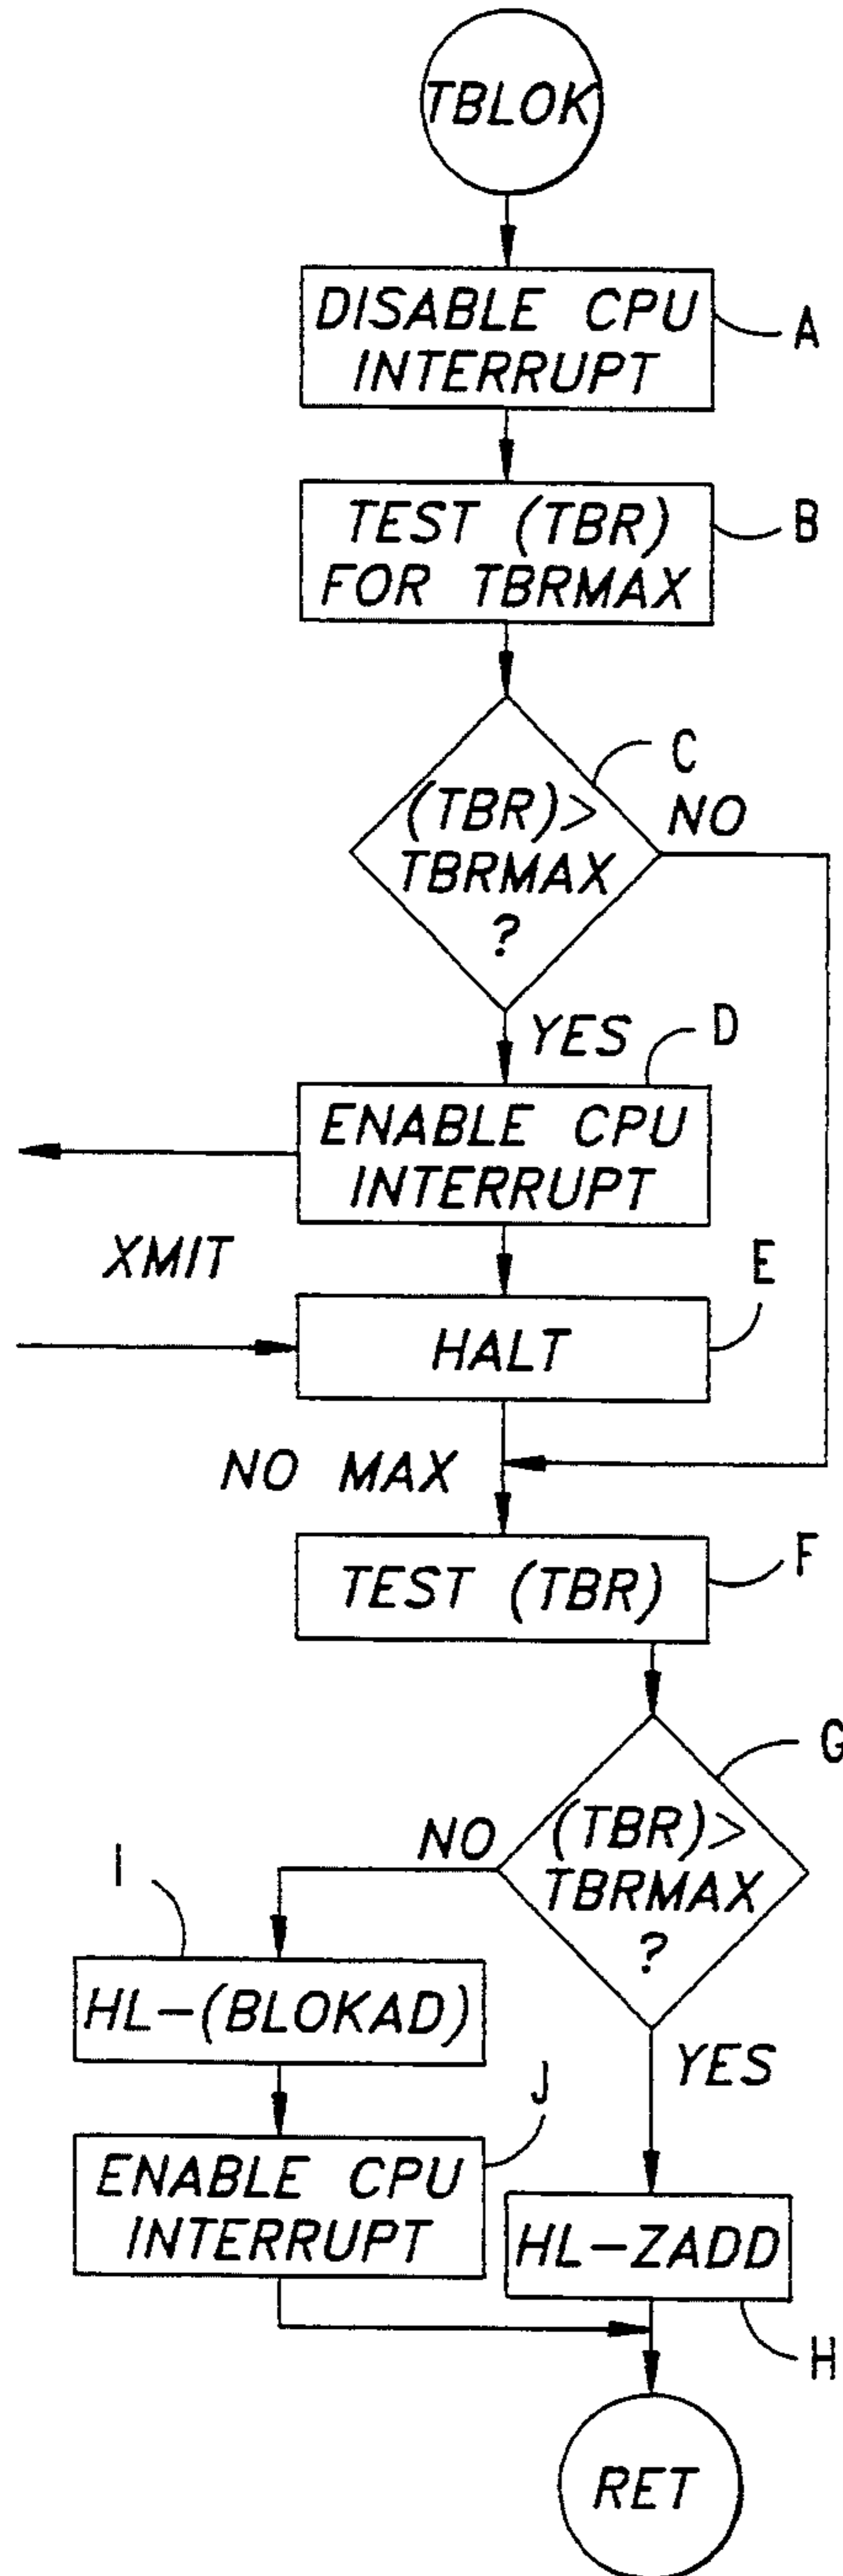 TBLOK
DISABLE CPU
INTERRUPT
A
TEST (TBR)
FOR TBRMAX
B
C
(TBR)>
TBRMAX
?
NO
YES
D
ENABLE CPU
INTERRUPT
XMIT
E
HALT
NO MAX
TEST (TBR)
F
G
(TBR)>
TBRMAX
?
NO
YES
I
HL-(BLOKAD)
J
ENABLE CPU
INTERRUPT
HL-ZADD
H
RET